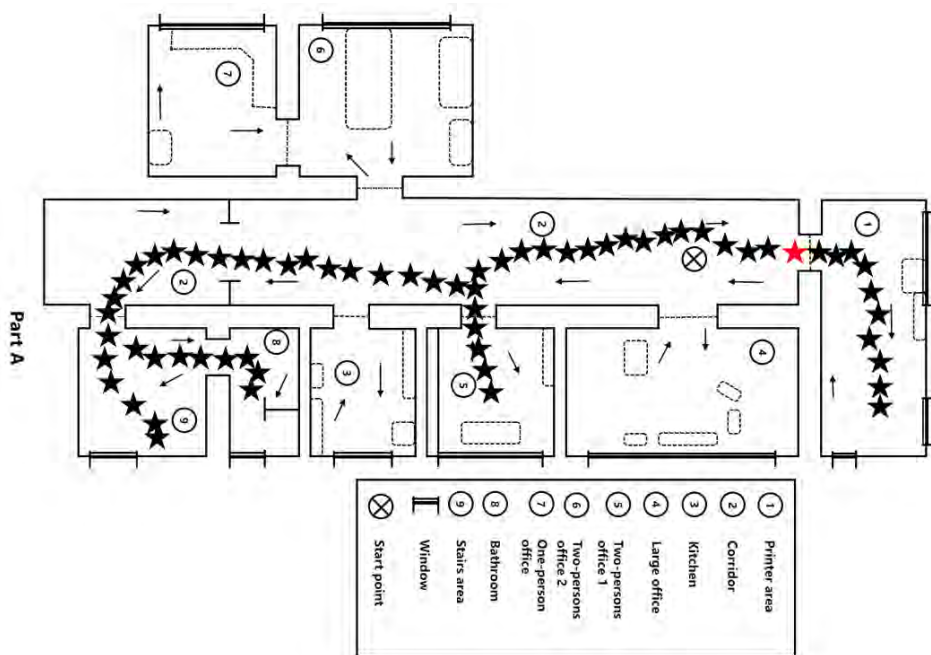 Part A
7
6
2
1
2
8
3
5
4
9
1 Printer area
2 Corridor
3 Kitchen
4 Large office
5 Two-persons
office 1
6 Two-persons
office 2
7 One-person
office
8 Bathroom
9 Stairs area
Window
Start point